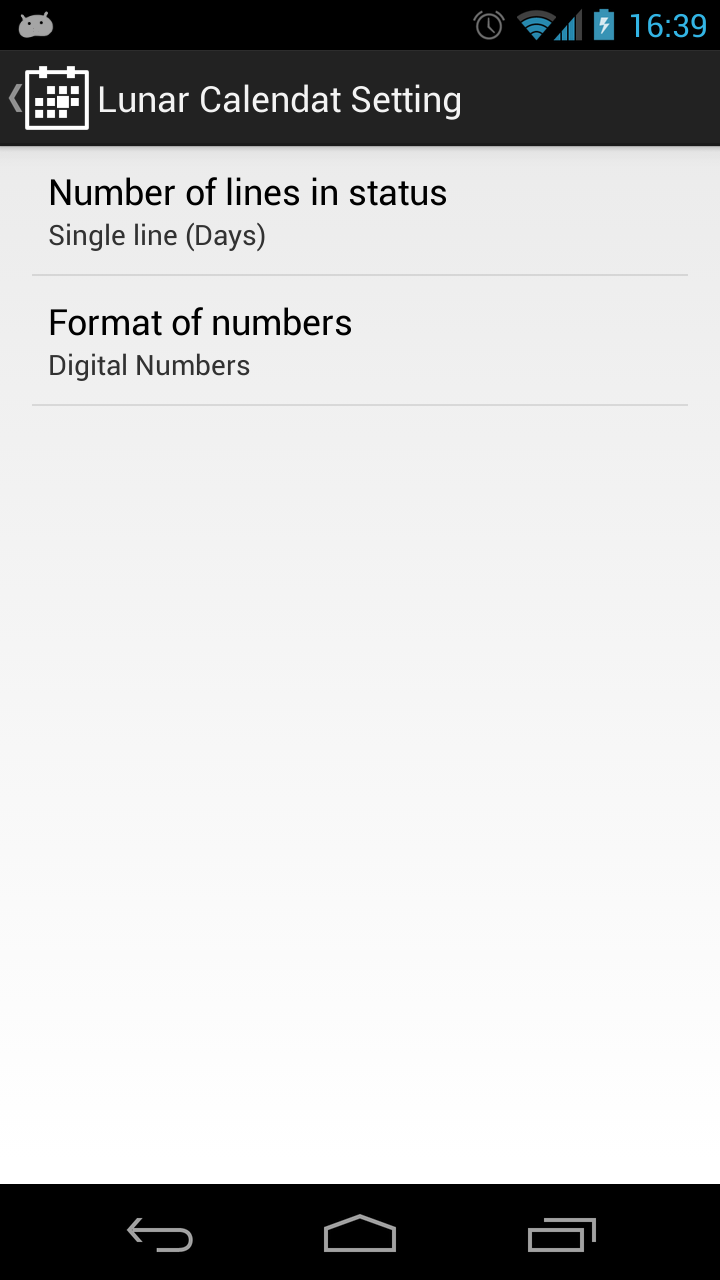 16:39
Lunar Calendat Setting
Number of lines in status
Single line (Days)
Format of numbers
Digital Numbers